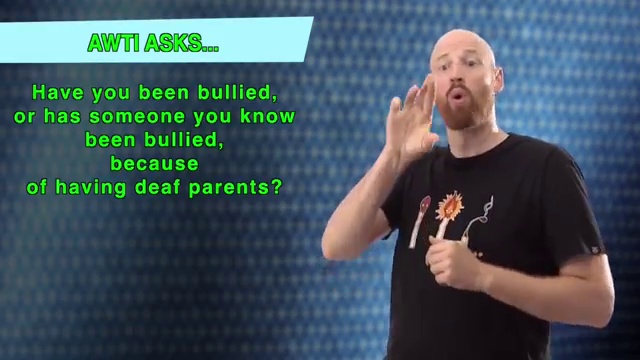 AWTI ASKS...
Have you been bullied,
or has someone you know
been bullied,
because
of having deaf parents?